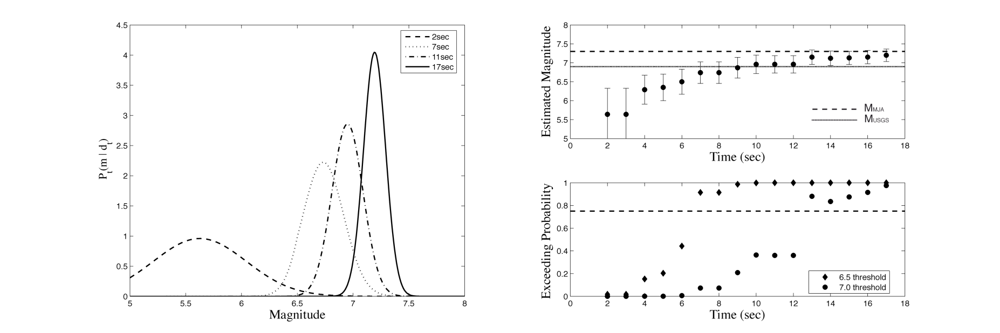 4.5
4
3.5
3
2.5
2
1.5
1
0.5
0
Pt(m | dt)
5 5.5 6 6.5 7 7.5 8
Magnitude
2sec
7sec
11sec
17sec
8
7.5
7
6.5
6
5.5
5
Estimated Magnitude
0 2 4 6 8 10 12 14 16 18
Time (sec)
MMJA
MUSGS
1
0.8
0.6
0.4
0.2
0
Exceeding Probability
0 2 4 6 8 10 12 14 16 18
Time (sec)
6.5 threshold
7.0 threshold